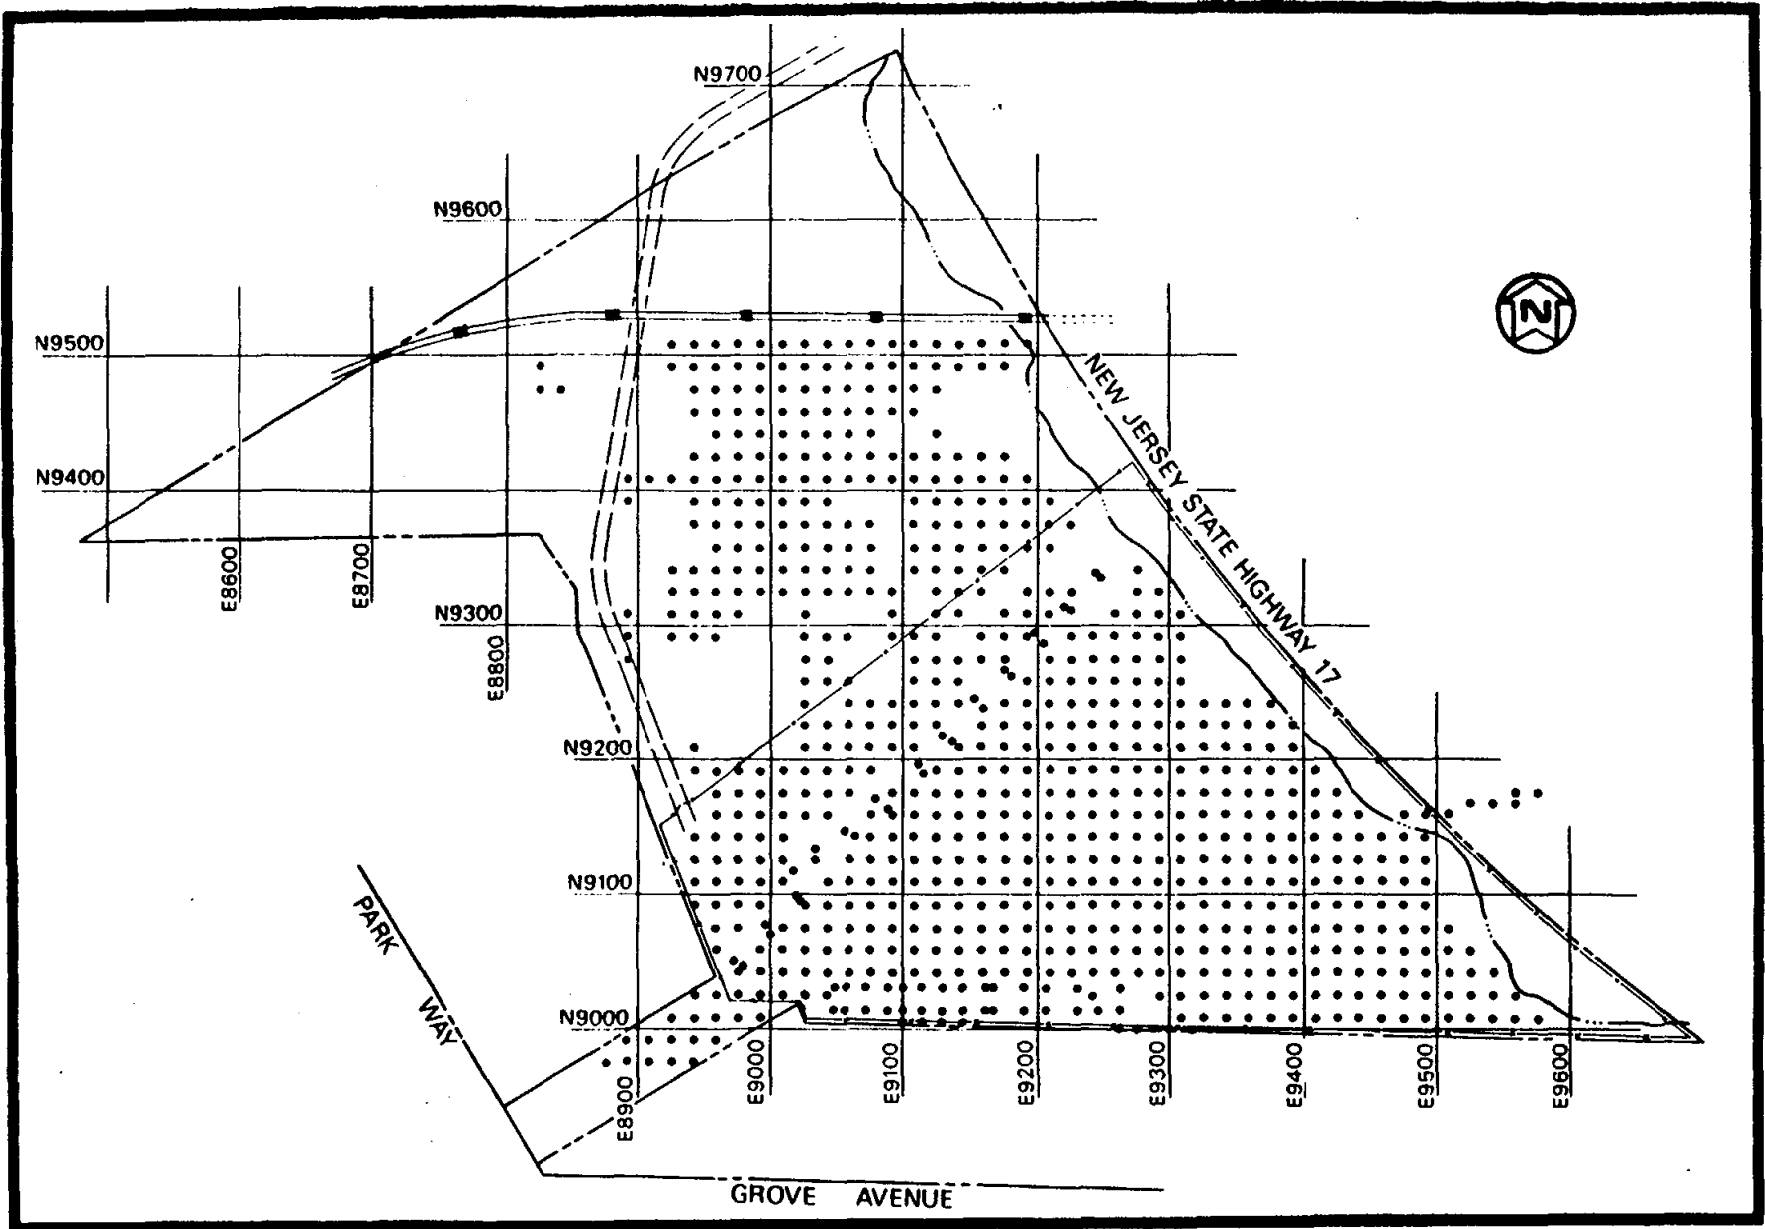 N9700
N9600
N9500
N9400
N9300
N9200
N9100
N9000
E8600
E8700
E8800
E8900
E9000
E9100
E9200
E9300
E9400
E9500
E9600
N
NEW JERSEY STATE HIGHWAY 17
PARK WAY
GROVE AVENUE